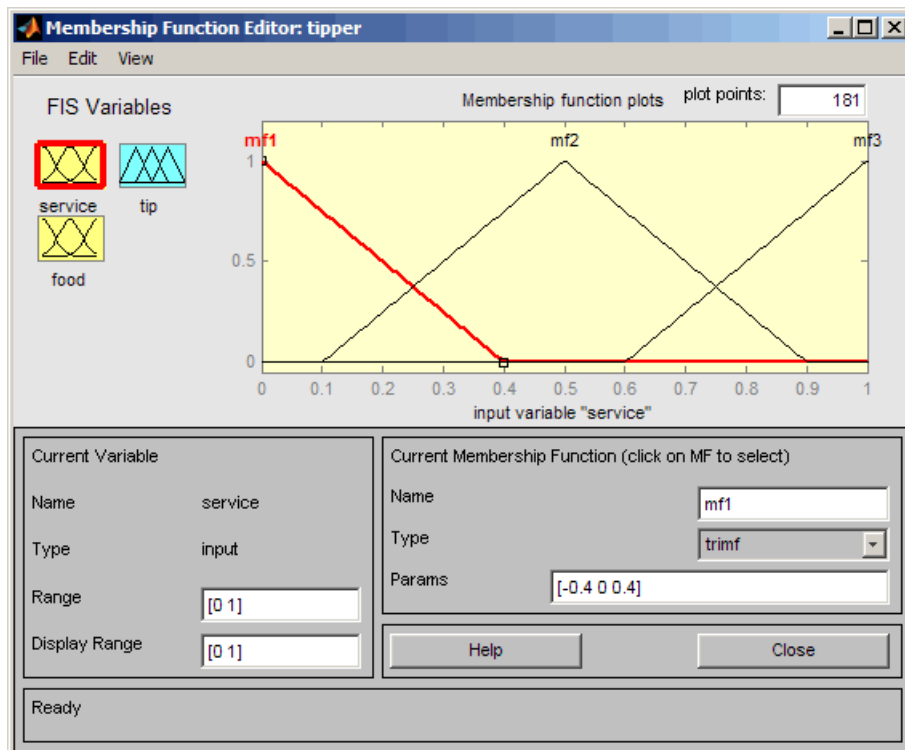 Membership Function Editor: tipper
File Edit View
FIS Variables
service
tip
food
Membership function plots plot points: 181
mf1 mf2 mf3
1
0.5
0
0 0.1 0.2 0.3 0.4 0.5 0.6 0.7 0.8 0.9 1
input variable "service"
Current Variable
Name service
Type input
Range [0 1]
Display Range [0 1]
Current Membership Function (click on MF to select)
Name mf1
Type trimf
Params [-0.4 0 0.4]
Help Close
Ready